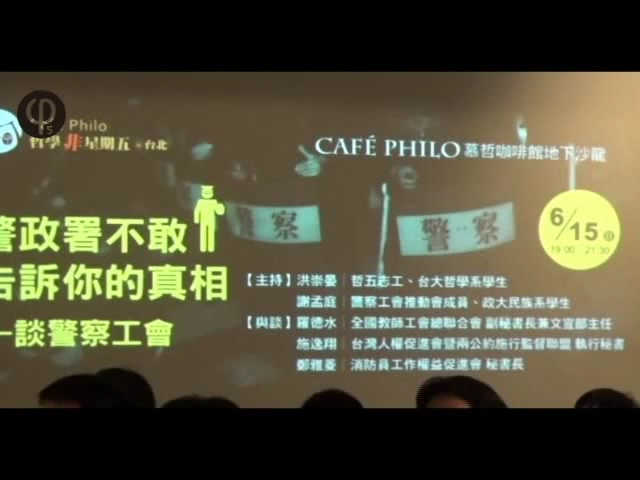 φ
5
Philo
哲學非星期五 台北
CAFÉ PHILO 慕哲咖啡館地下沙龍
警察
警察
6/15 日
19:00 - 21:30
警政署不敢
告訴你的真相
談警察工會
【主持】洪崇晏｜哲五志工、台大哲學系學生
謝孟庭｜警察工會推動會成員、政大民族系學生
【與談】羅德水｜全國教師工會總聯合會 副秘書長兼文宣部主任
施逸翔｜台灣人權促進會暨兩公約施行監督聯盟 執行秘書
鄭雅菱｜消防員工作權益促進會 秘書長